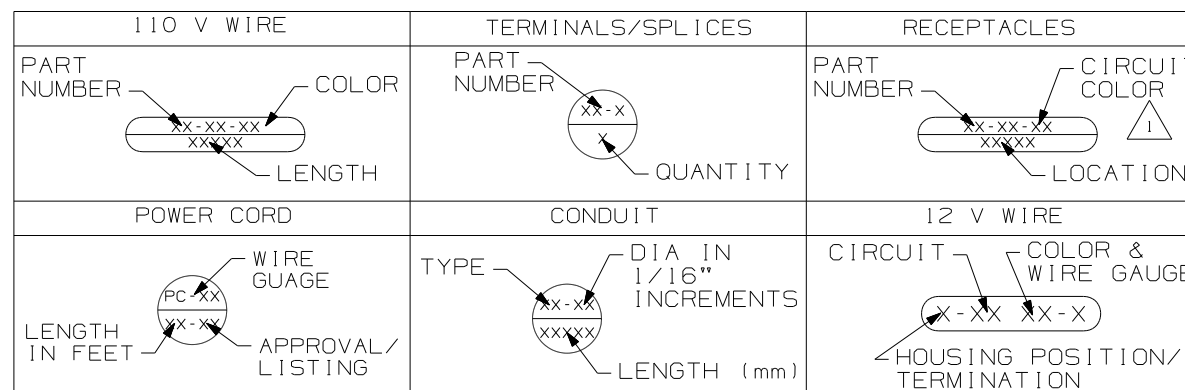 110 V WIRE
PART
NUMBER
COLOR
XX-XX-XX
XXXXX
LENGTH
TERMINALS/SPLICES
PART
NUMBER
XX-X
X
QUANTITY
RECEPTACLES
PART
NUMBER
CIRCUIT
COLOR
1
XX-XX-XX
XXXXX
LOCATION
POWER CORD
WIRE
GUAGE
PC-XX
XX-XX
LENGTH
IN FEET
APPROVAL/
LISTING
CONDUIT
TYPE
DIA IN
1/16"
INCREMENTS
XX-XX
XXXXX
LENGTH (mm)
12 V WIRE
CIRCUIT
COLOR &
WIRE GAUGE
X-XX XX-X
HOUSING POSITION/
TERMINATION